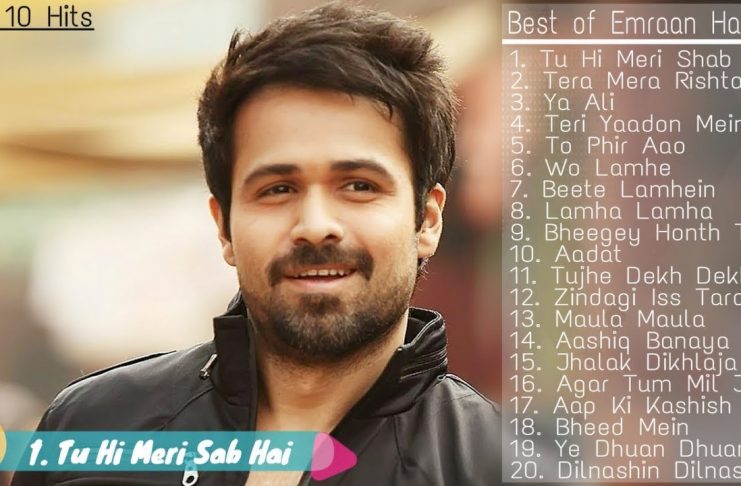 10 Hits
Best of Emraan Ha
1. Tu Hi Meri Shab
2. Tera Mera Rishta
3. Ya Ali
4. Teri Yaadon Mein
5. To Phir Aao
6. Wo Lamhe
7. Beete Lamhein
8. Lamha Lamha
9. Bheegey Honth T
10. Aadat
11. Tujhe Dekh Dekh
12. Zindagi Iss Tara
13. Maula Maula
14. Aashiq Banaya
15. Jhalak Dikhlaja
16. Agar Tum Mil J
17. Aap Ki Kashish
18. Bheed Mein
19. Ye Dhuan Dhuan
20. Dilnashin Dilnas
1. Tu Hi Meri Sab Hai